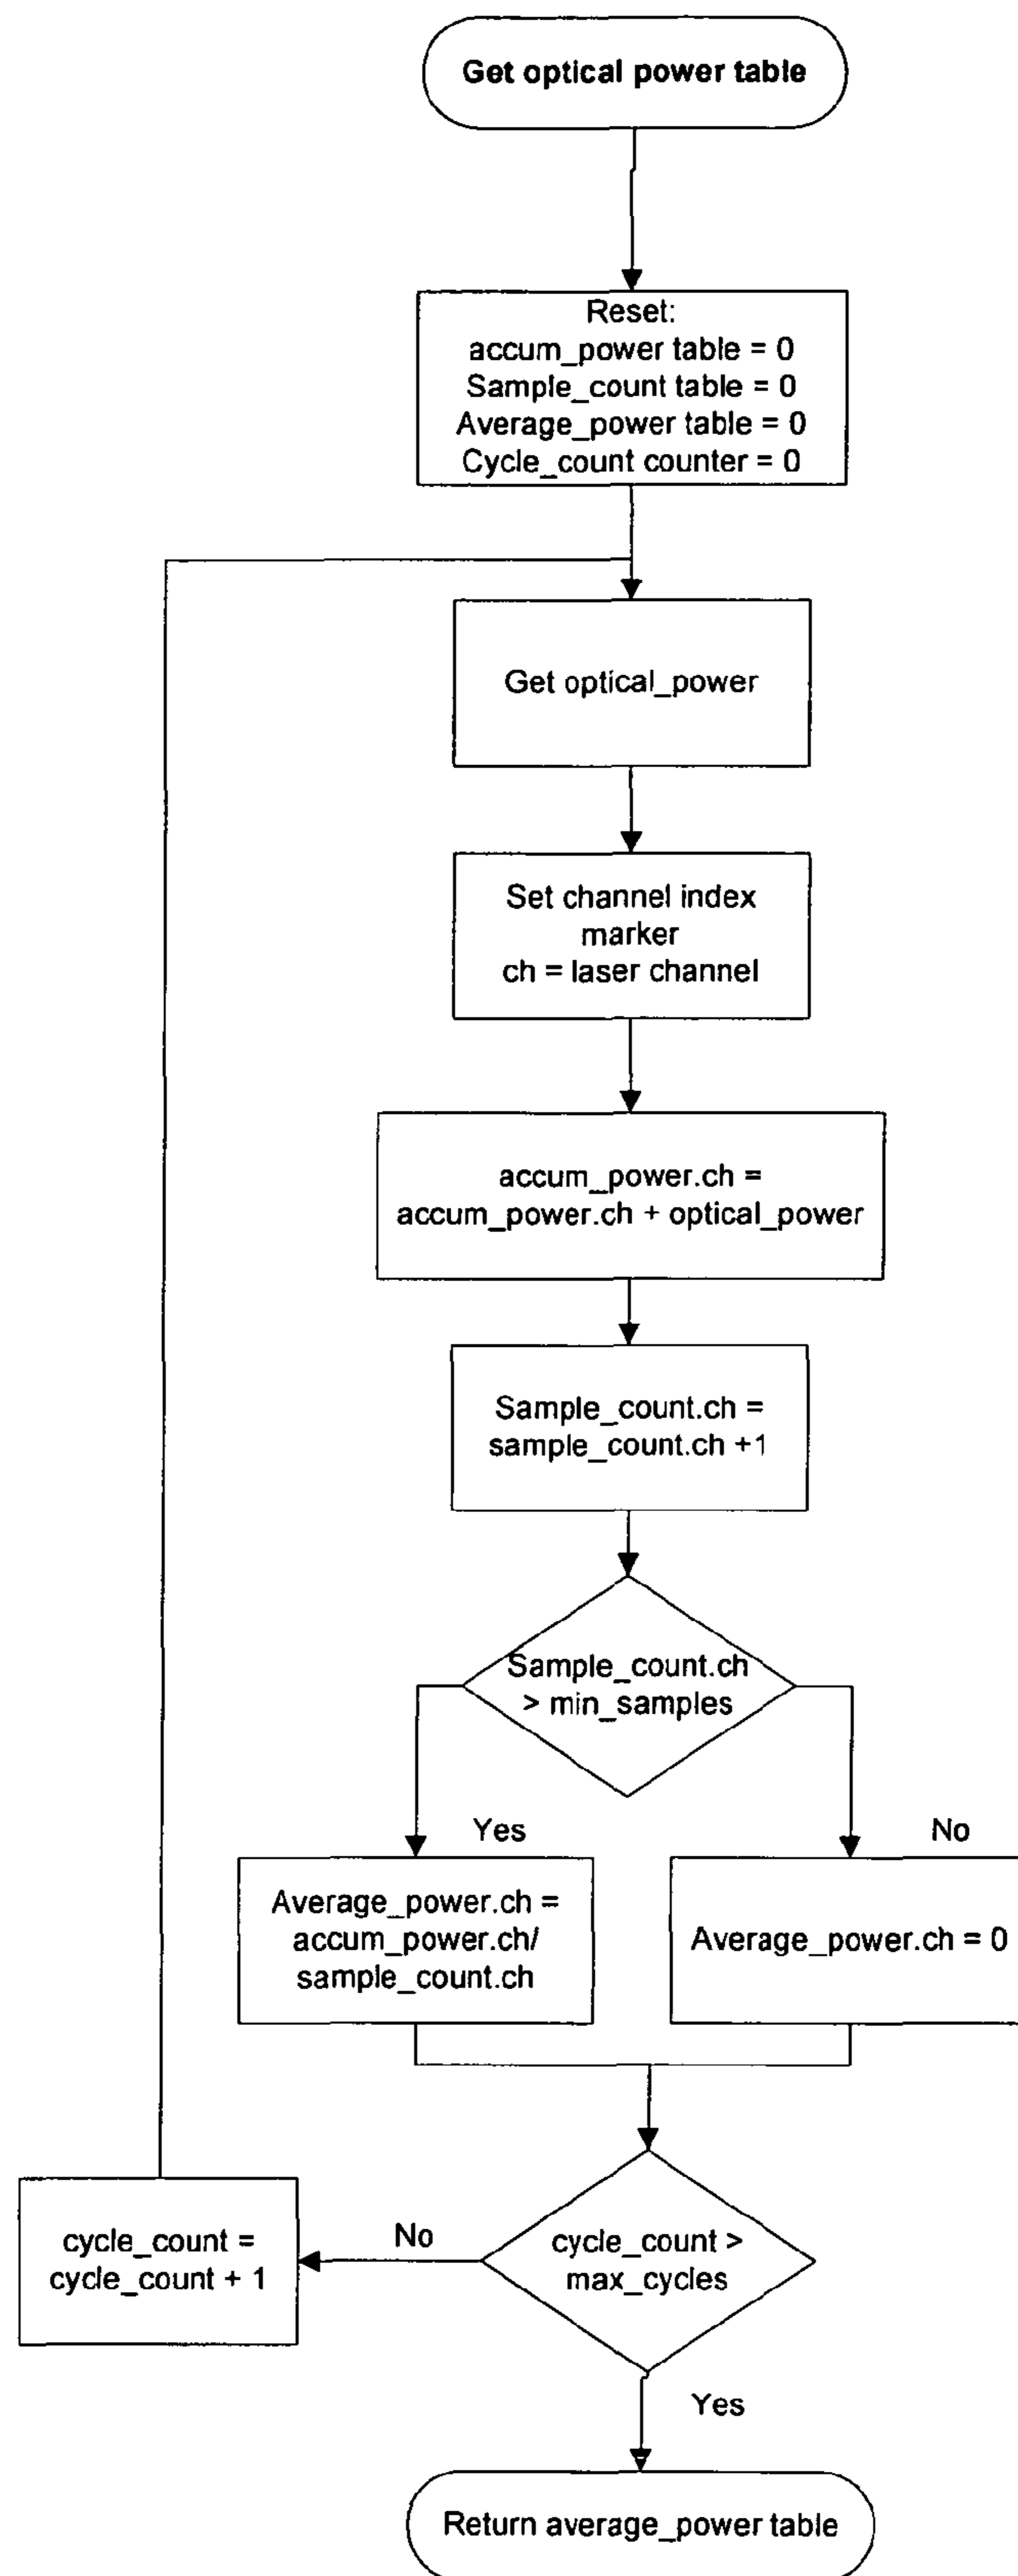 Get optical power table
Reset:
accum_power table = 0
Sample_count table = 0
Average_power table = 0
Cycle_count counter = 0
Get optical_power
Set channel index
marker
ch = laser channel
accum_power.ch =
accum_power.ch + optical_power
Sample_count.ch =
sample_count.ch +1
Sample_count.ch
> min_samples
Yes
No
Average_power.ch =
accum_power.ch/
sample_count.ch
Average_power.ch = 0
cycle_count =
cycle_count + 1
No
cycle_count >
max_cycles
Yes
Return average_power table